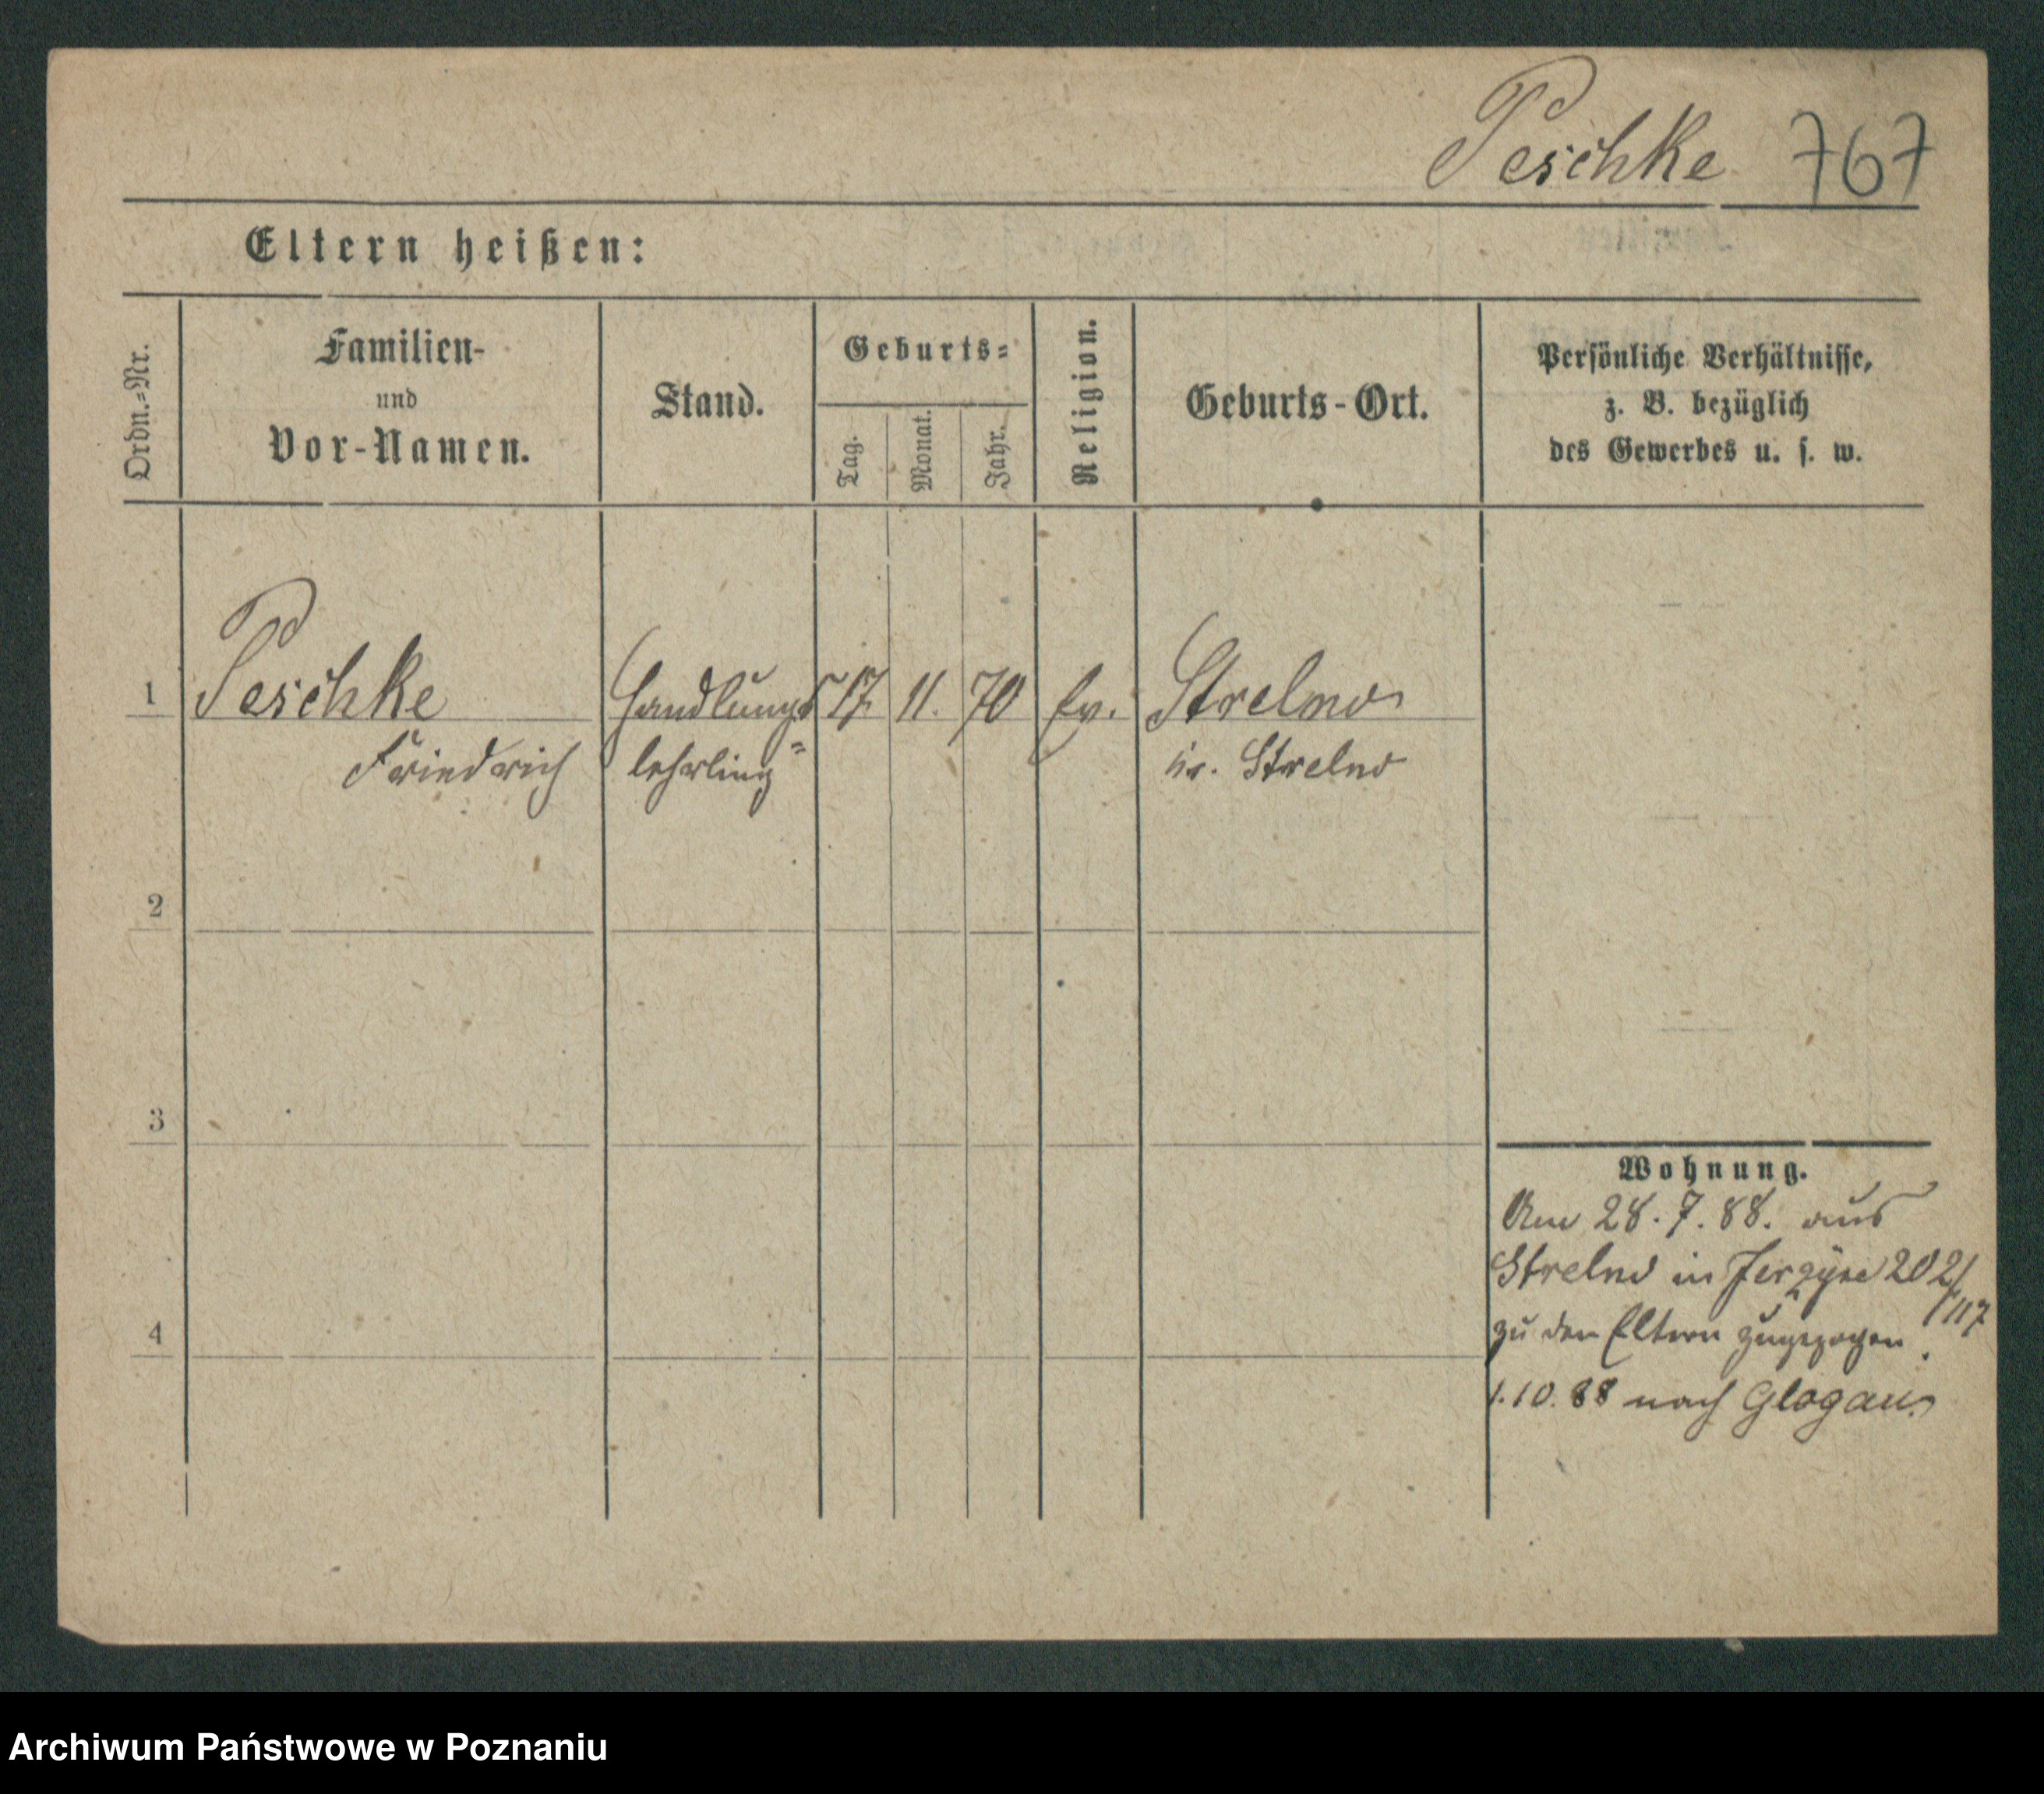 Peschke 767
Eltern heißen:
Ordn.-Nr.
Familien-
und
Vor-Namen.
Stand.
Geburts-
Tag.
Monat.
Jahr.
Religion.
Geburts-Ort.
Persönliche Verhältnisse,
z. B. bezüglich
des Gewerbes u. s. w.
1 Peschke Handlungs 17. 11. 70 Ev. Strelno
Friedrich lehrling Kr. Strelno
2
3
4
Wohnung.
Am 28.7.88. aus
Strelno in 202/117
zu den Eltern zugezogen.
1.10.88 nach Glogau.
Archiwum Państwowe w Poznaniu